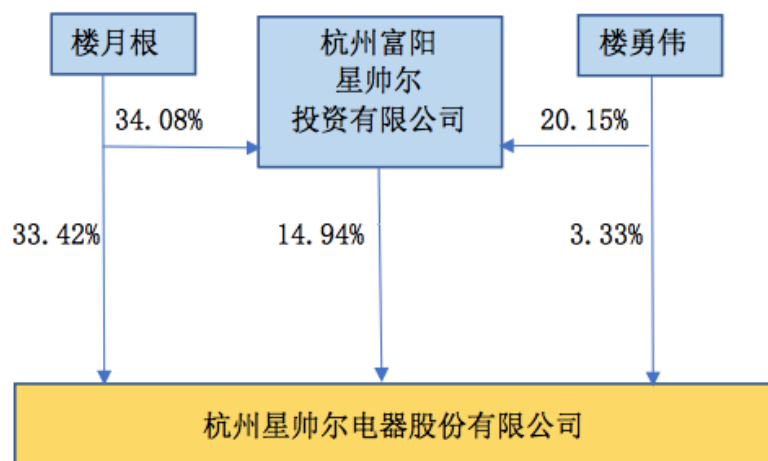 楼月根
杭州富阳
星帅尔
投资有限公司
楼勇伟
34.08%
20.15%
33.42%
14.94%
3.33%
杭州星帅尔电器股份有限公司